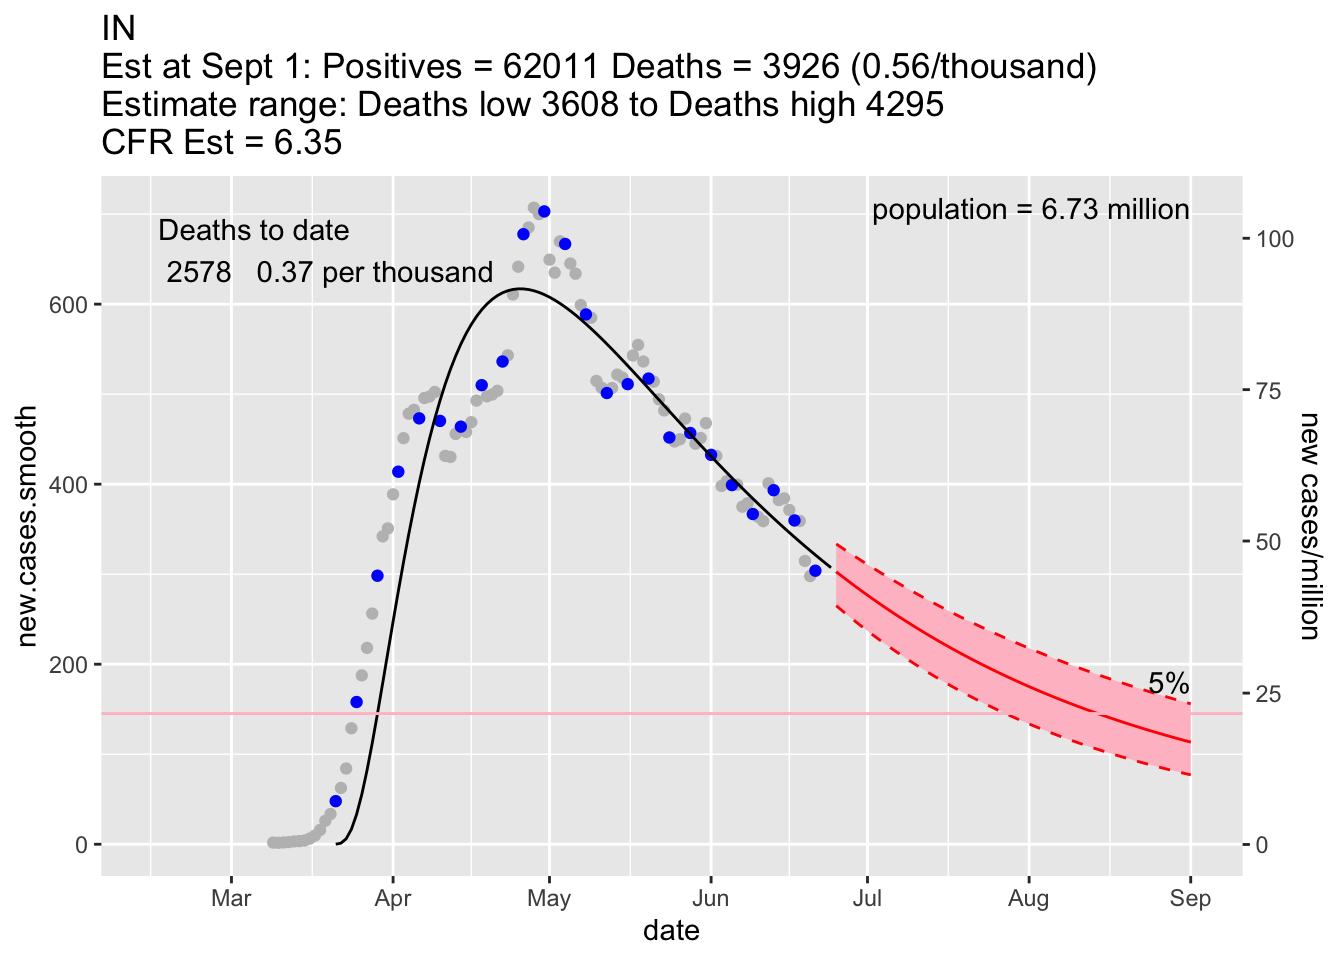 IN
Est at Sept 1: Positives = 62011 Deaths = 3926 (0.56/thousand)
Estimate range: Deaths low 3608 to Deaths high 4295
CFR Est = 6.35
Deaths to date
2578 0.37 per thousand
population = 6.73 million
5%
new.cases.smooth
600
400
200
0
100
75
50
25
0
new cases/million
Mar Apr May Jun Jul Aug Sep
date